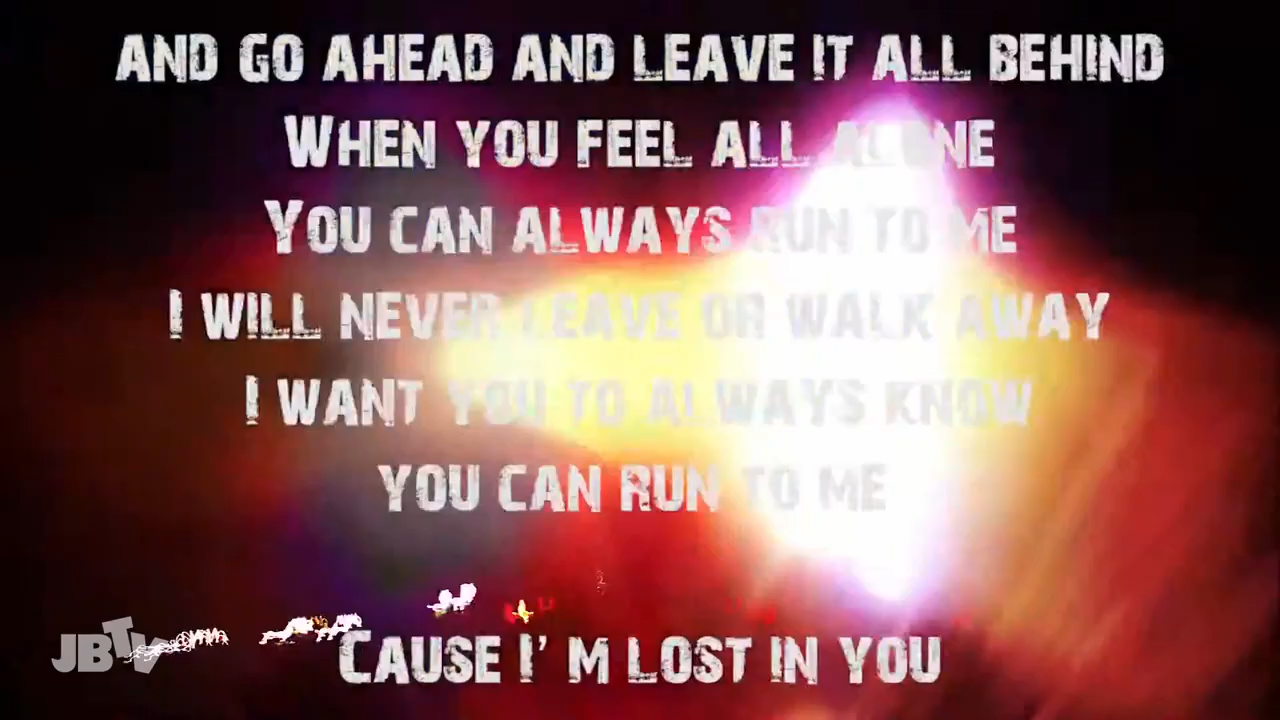 AND GO AHEAD AND LEAVE IT ALL BEHIND
WHEN YOU FEEL ALL ALONE
YOU CAN ALWAYS RUN TO ME
I WILL NEVER LEAVE OR WALK AWAY
I WANT YOU TO ALWAYS KNOW
YOU CAN RUN TO ME
CAUSE I'M LOST IN YOU
JBTV